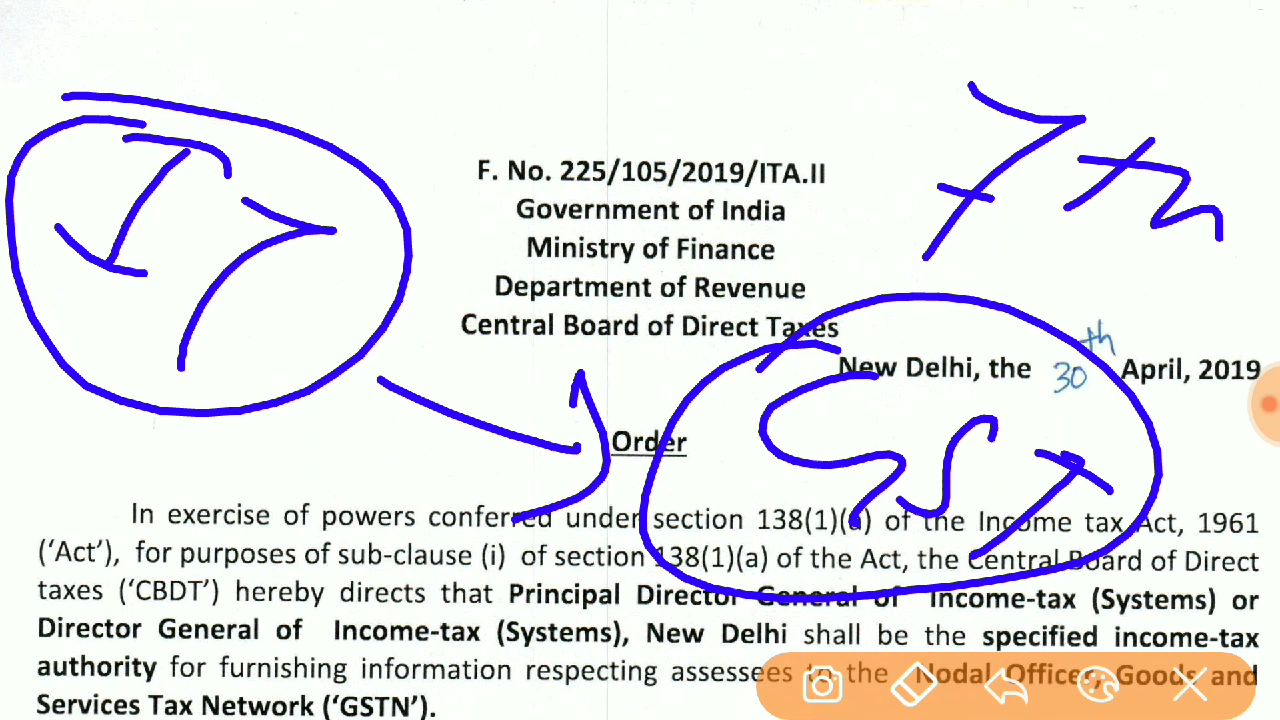 IT
7th
F. No. 225/105/2019/ITA.II
Government of India
Ministry of Finance
Department of Revenue
Central Board of Direct Taxes
New Delhi, the 30th April, 2019
GST
Order
In exercise of powers conferred under section 138(1)(a) of the Income tax Act, 1961
(‘Act’), for purposes of sub-clause (i) of section 138(1)(a) of the Act, the Central Board of Direct
taxes (‘CBDT’) hereby directs that Principal Director General of Income-tax (Systems) or
Director General of Income-tax (Systems), New Delhi shall be the specified income-tax
authority for furnishing information respecting assessees to the Nodal Officer, Goods and
Services Tax Network (‘GSTN’).